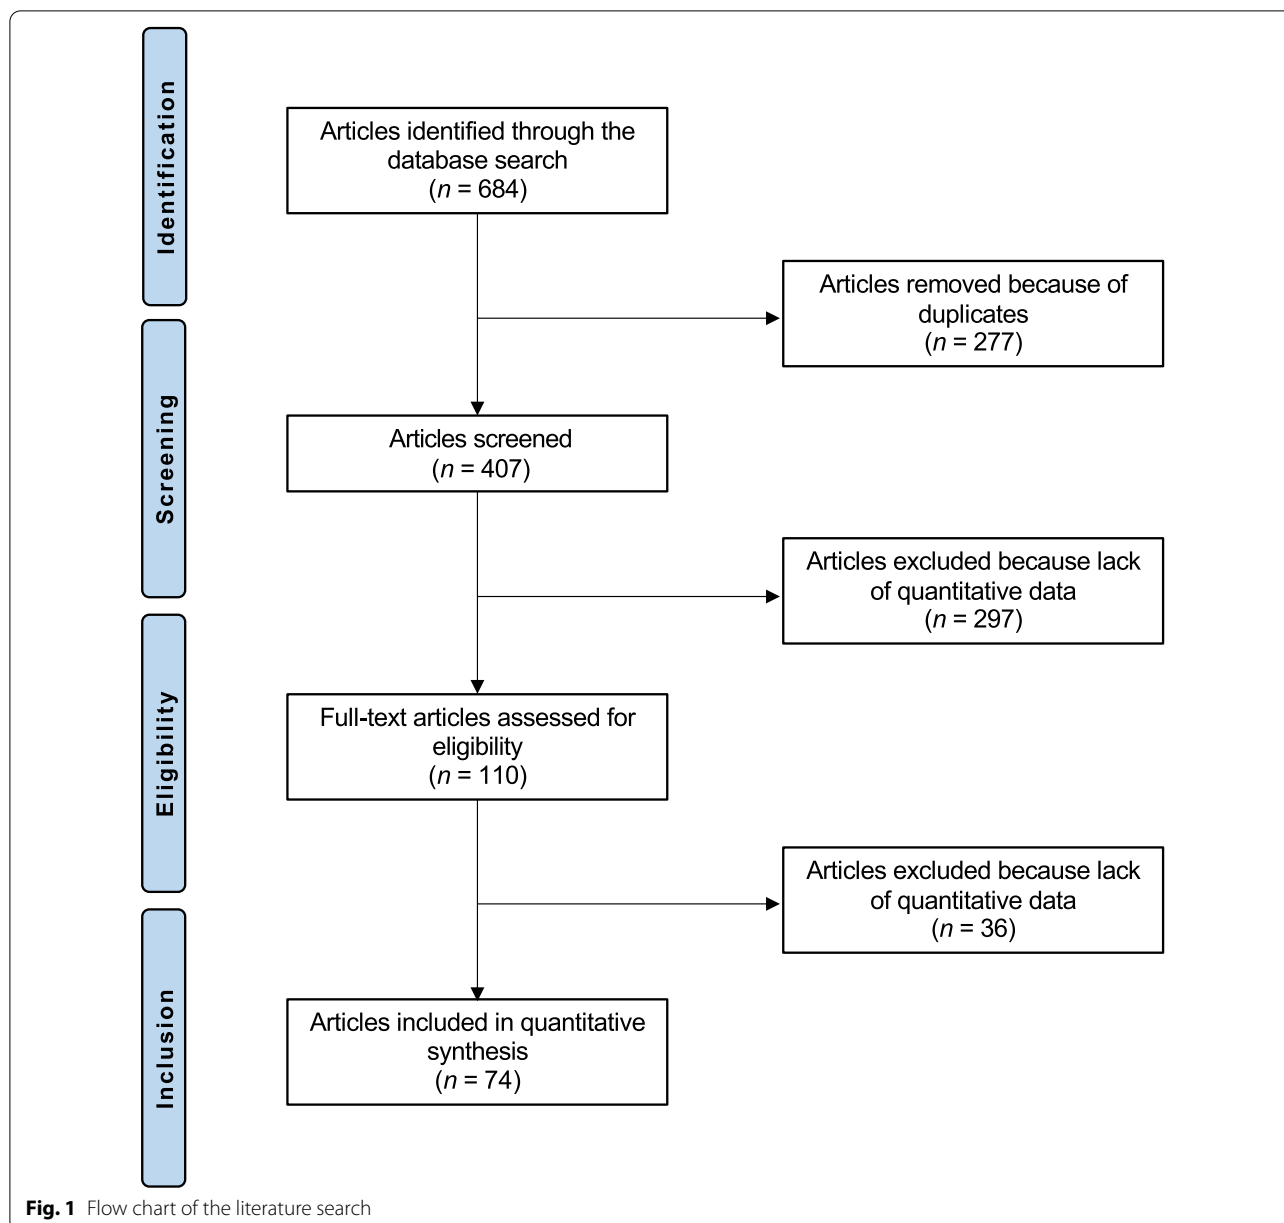 Identification
Articles identified through the
database search
(n = 684)
Articles removed because of
duplicates
(n = 277)
Screening
Articles screened
(n = 407)
Articles excluded because lack
of quantitative data
(n = 297)
Eligibility
Full-text articles assessed for
eligibility
(n = 110)
Articles excluded because lack
of quantitative data
(n = 36)
Inclusion
Articles included in quantitative
synthesis
(n = 74)
Fig. 1 Flow chart of the literature search